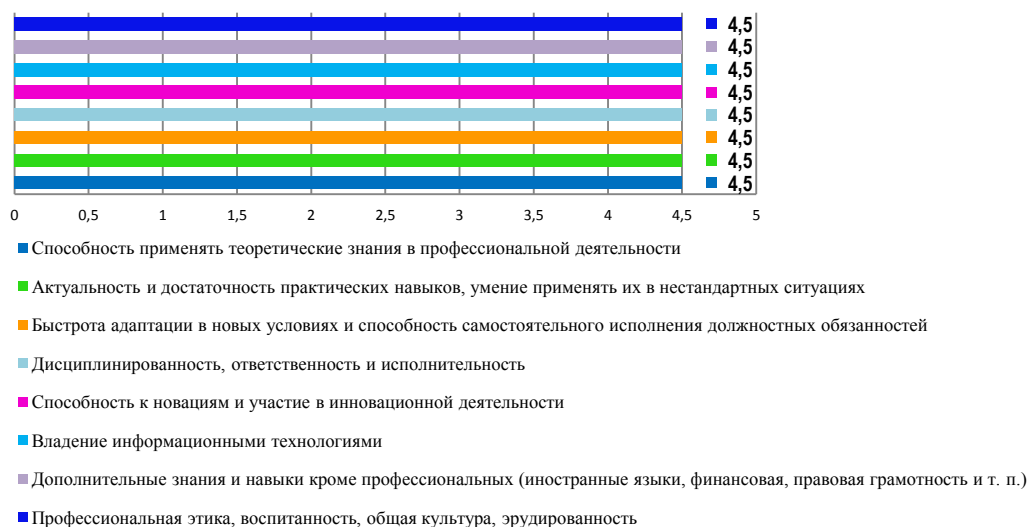 4,5
4,5
4,5
4,5
4,5
4,5
4,5
4,5
0 0,5 1 1,5 2 2,5 3 3,5 4 4,5 5
Способность применять теоретические знания в профессиональной деятельности
Актуальность и достаточность практических навыков, умение применять их в нестандартных ситуациях
Быстрота адаптации в новых условиях и способность самостоятельного исполнения должностных обязанностей
Дисциплинированность, ответственность и исполнительность
Способность к новациям и участие в инновационной деятельности
Владение информационными технологиями
Дополнительные знания и навыки кроме профессиональных (иностранные языки, финансовая, правовая грамотность и т. п.)
Профессиональная этика, воспитанность, общая культура, эрудированность